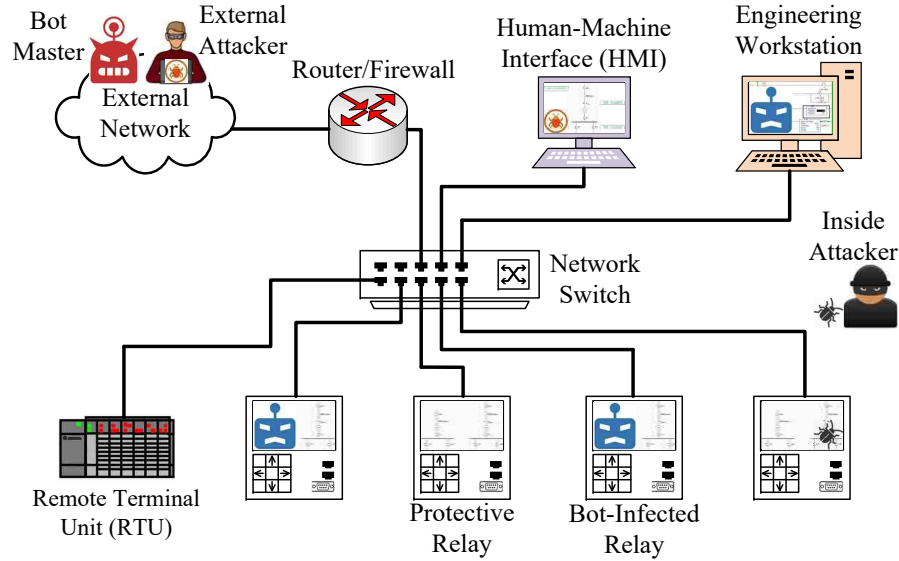 Bot
Master
External
Attacker
External
Network
Router/Firewall
Human-Machine
Interface (HMI)
Engineering
Workstation
Inside
Attacker
Network
Switch
Remote Terminal
Unit (RTU)
Protective
Relay
Bot-Infected
Relay